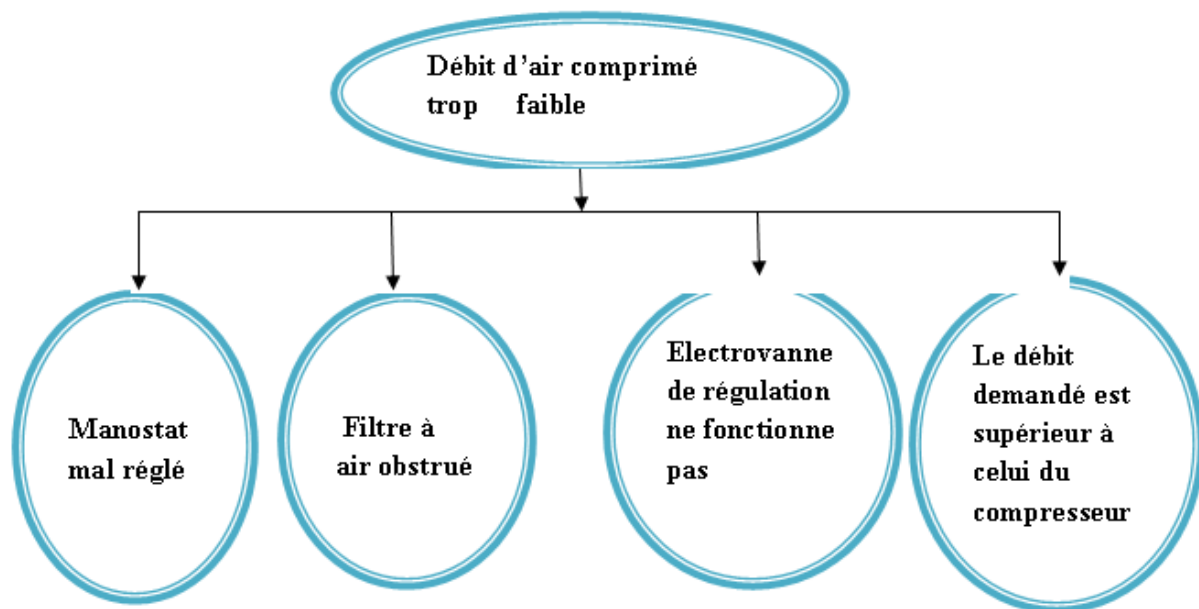 Débit d'air comprimé
trop faible
Manostat
mal réglé
Filtre à
air obstrué
Electrovanne
de régulation
ne fonctionne
pas
Le débit
demandé est
supérieur à
celui du
compresseur